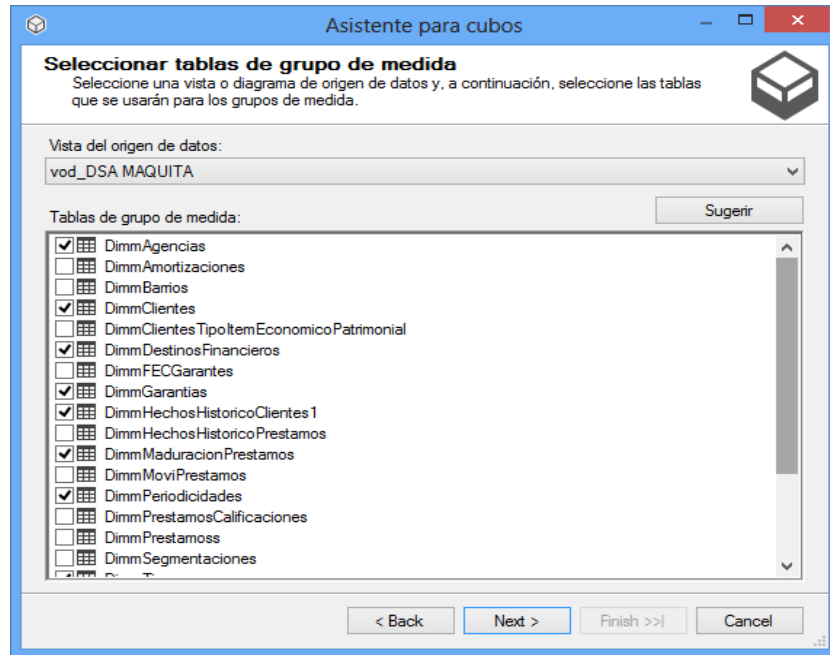 Asistente para cubos
Seleccionar tablas de grupo de medida
Seleccione una vista o diagrama de origen de datos y, a continuación, seleccione las tablas
que se usarán para los grupos de medida.
Vista del origen de datos:
vod_DSA MAQUITA
Sugerir
Tablas de grupo de medida:
DimmAgencias
DimmAmortizaciones
DimmBarrios
DimmClientes
DimmClientesTipoItemEconomicoPatrimonial
DimmDestinosFinancieros
DimmFECGarantes
DimmGarantias
DimmHechosHistoricoClientes1
DimmHechosHistoricoPrestamos
DimmMaduracionPrestamos
DimmMoviPrestamos
DimmPeriodicidades
DimmPrestamosCalificaciones
DimmPrestamoss
DimmSegmentaciones
< Back
Next >
Finish >>|
Cancel